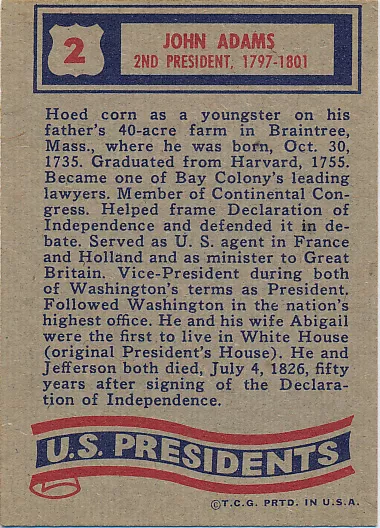 2
JOHN ADAMS
2ND PRESIDENT, 1797-1801
Hoed corn as a youngster on his
father's 40-acre farm in Braintree,
Mass., where he was born, Oct. 30,
1735. Graduated from Harvard, 1755.
Became one of Bay Colony's leading
lawyers. Member of Continental Con-
gress. Helped frame Declaration of
Independence and defended it in de-
bate. Served as U. S. agent in France
and Holland and as minister to Great
Britain. Vice-President during both
of Washington's terms as President.
Followed Washington in the nation's
highest office. He and his wife Abigail
were the first to live in White House
(original President's House). He and
Jefferson both died, July 4, 1826, fifty
years after signing of the Declara-
tion of Independence.
U.S. PRESIDENTS
©T.C.G. PRTD. IN U.S.A.